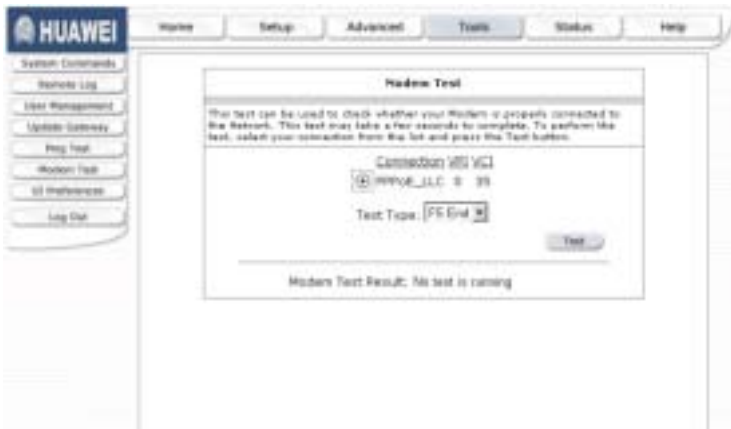 HUAWEI
Home
Setup
Advanced
Tools
Status
Help
System Commands
Remote Log
User Management
Update Gateway
Ping Test
Modem Test
UI Preferences
Log Out
Modem Test
This test can be used to check whether your Modem is properly connected to
the Network. This test may take a few seconds to complete. To perform the
test, select your connection from the list and press the Test button.
Connection VPI VCI
PPPoE_LLC 0 35
Test Type: F5 End
Test
Modem Test Result: No test is running